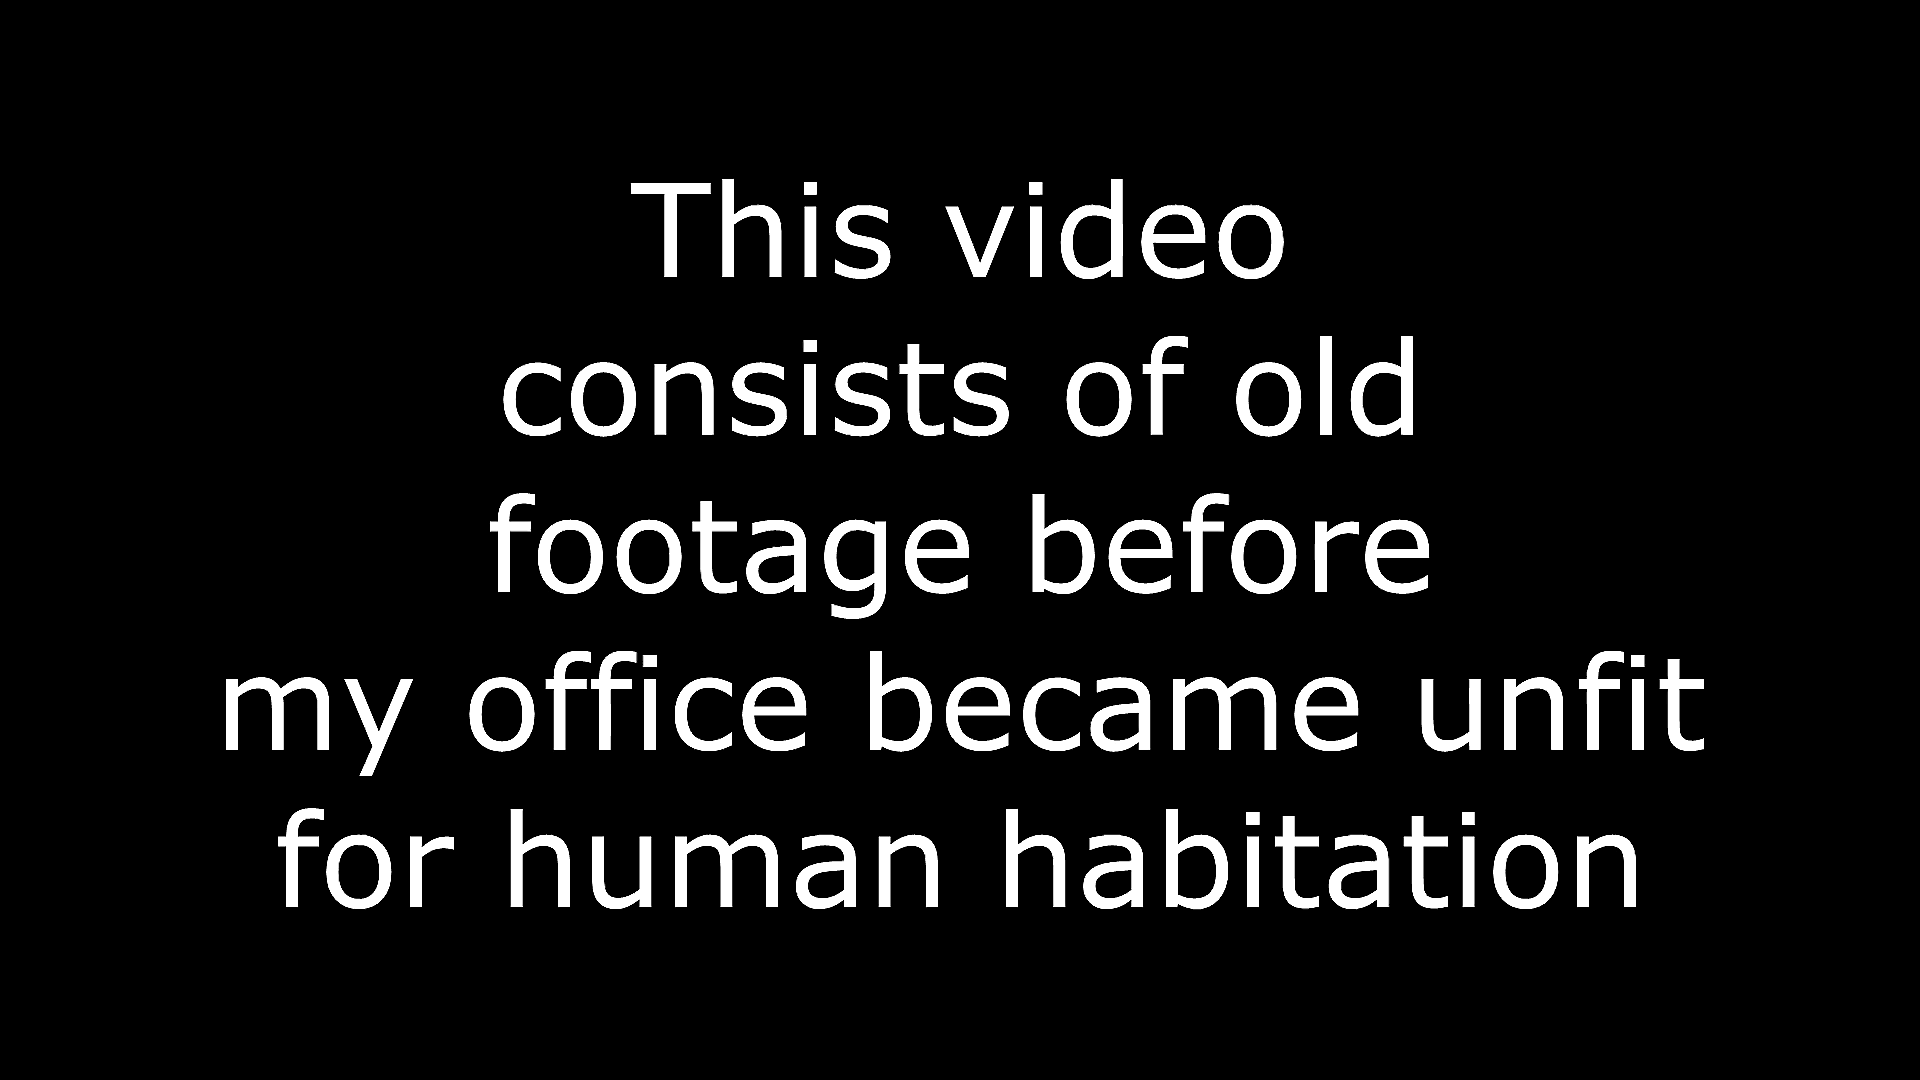 This video
consists of old
footage before
my office became unfit
for human habitation